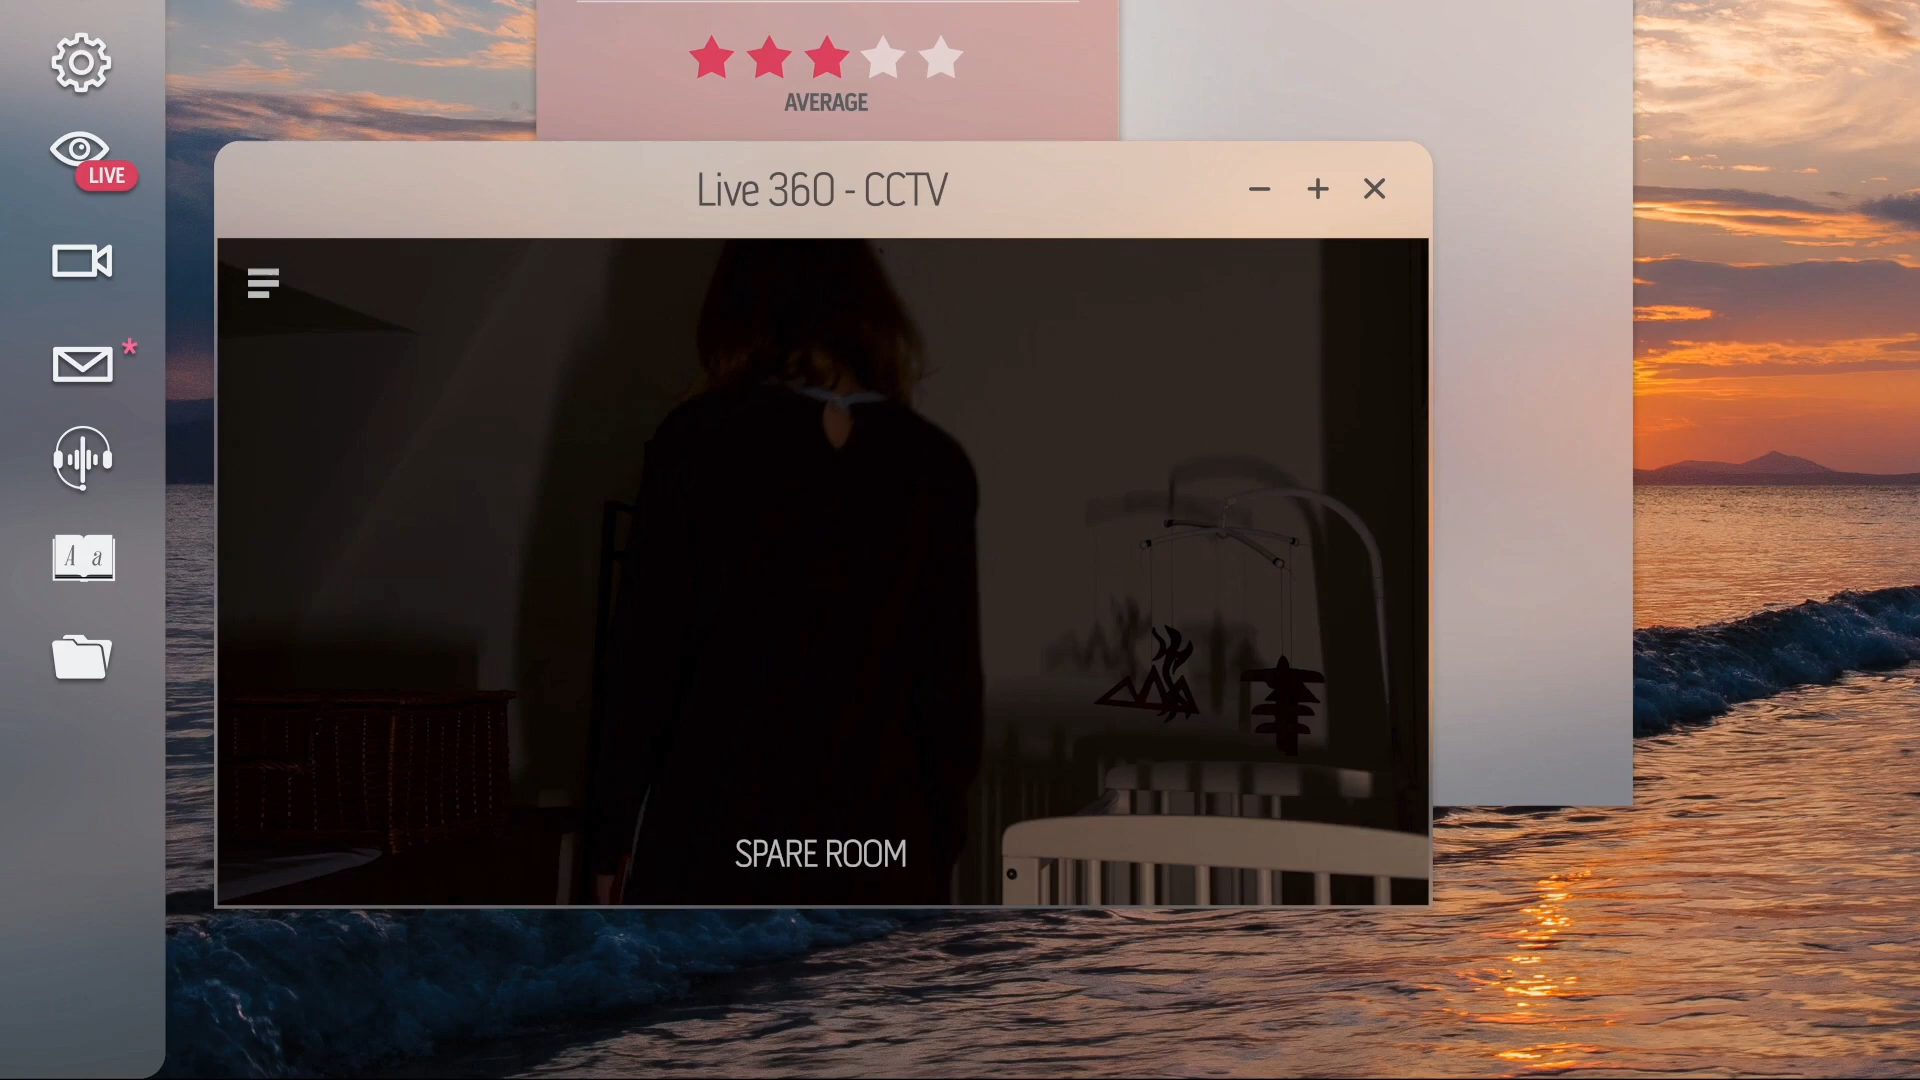 AVERAGE
LIVE
Live 360 - CCTV
A a
SPARE ROOM